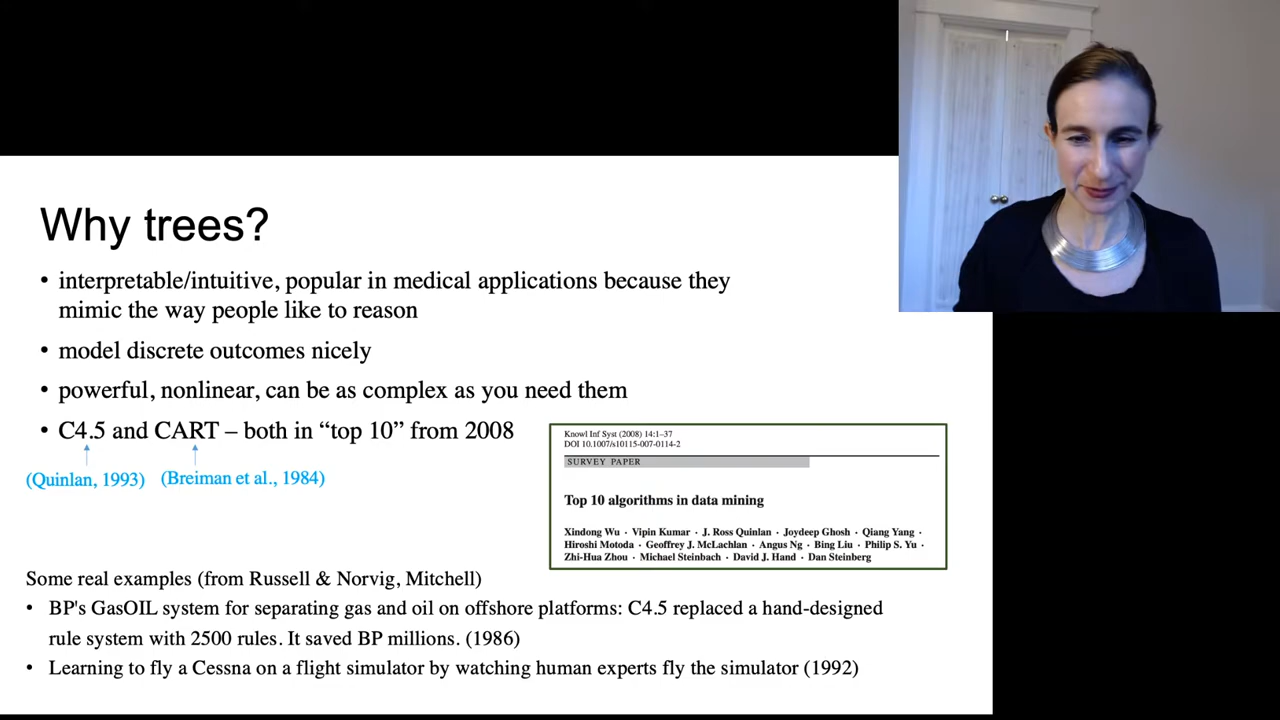 Why trees?
• interpretable/intuitive, popular in medical applications because they
mimic the way people like to reason
• model discrete outcomes nicely
• powerful, nonlinear, can be as complex as you need them
• C4.5 and CART – both in “top 10” from 2008
(Quinlan, 1993) (Breiman et al., 1984)
Knowl Inf Syst (2008) 14:1–37
DOI 10.1007/s10115-007-0114-2
SURVEY PAPER
Top 10 algorithms in data mining
Xindong Wu · Vipin Kumar · J. Ross Quinlan · Joydeep Ghosh · Qiang Yang ·
Hiroshi Motoda · Geoffrey J. McLachlan · Angus Ng · Bing Liu · Philip S. Yu ·
Zhi-Hua Zhou · Michael Steinbach · David J. Hand · Dan Steinberg
Some real examples (from Russell & Norvig, Mitchell)
• BP's GasOIL system for separating gas and oil on offshore platforms: C4.5 replaced a hand-designed
rule system with 2500 rules. It saved BP millions. (1986)
• Learning to fly a Cessna on a flight simulator by watching human experts fly the simulator (1992)